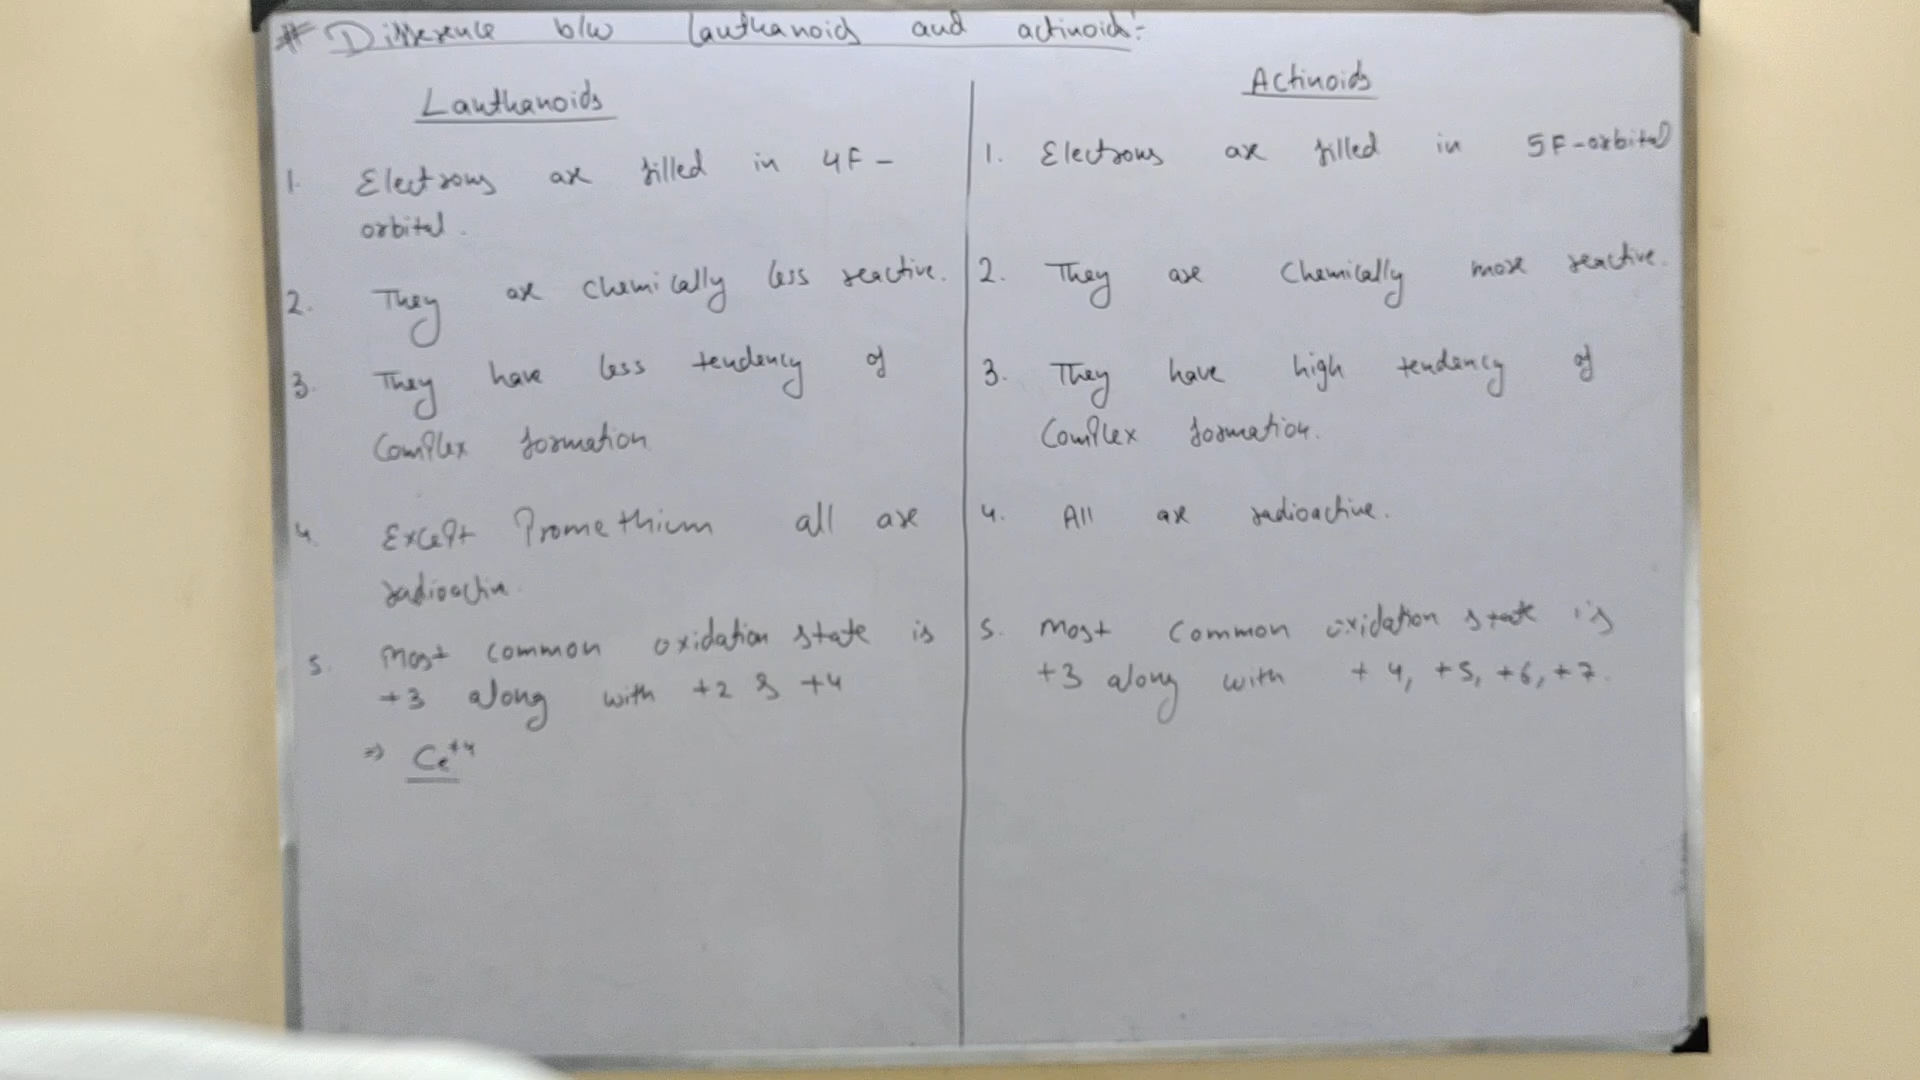 # Difference b/w lanthanoids and actinoids:-
Lanthanoids
1. Electrons are filled in 4F-
orbital.
2. They are chemically less reactive.
3. They have less tendency of
Complex formation
4. Except Promethium all are
radioactive.
5. Most common oxidation state is
+3 along with +2 & +4
⇒ Ce+4
Actinoids
1. Electrons are filled in 5F-orbital
2. They are Chemically more reactive.
3. They have high tendency of
Complex formation.
4. All are radioactive.
5. Most Common oxidation state is
+3 along with +4, +5, +6, +7.